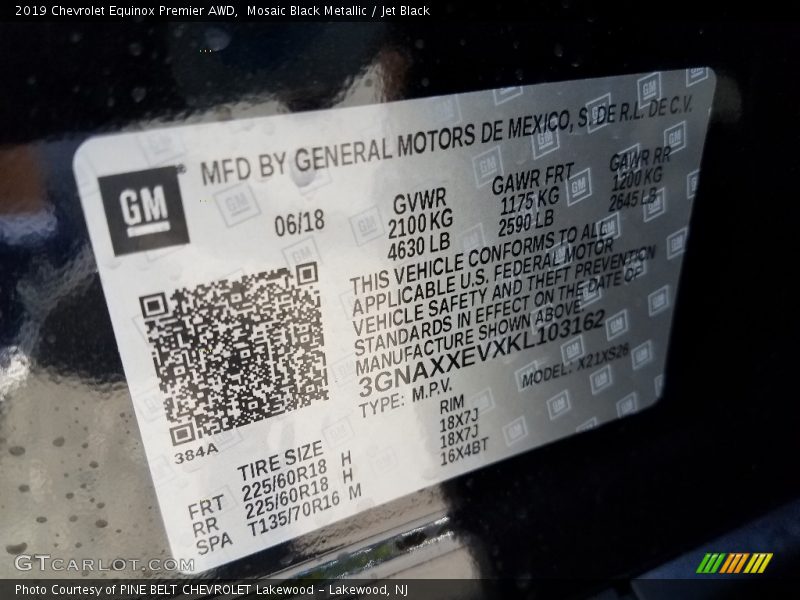 2019 Chevrolet Equinox Premier AWD,  Mosaic Black Metallic / Jet Black
MFD BY GENERAL MOTORS DE MEXICO, S. DE R.L. DE C.V.
GM
06/18
GVWR
2100 KG
4630 LB
GAWR FRT
1175 KG
2590 LB
GAWR RR
1200 KG
2645 LB
THIS VEHICLE CONFORMS TO ALL
APPLICABLE U.S. FEDERAL MOTOR
VEHICLE SAFETY AND THEFT PREVENTION
STANDARDS IN EFFECT ON THE DATE OF
MANUFACTURE SHOWN ABOVE.
3GNAXXEVXKL103162
TYPE: M.P.V.
MODEL: X21XS26
384A
TIRE SIZE RIM
FRT 225/60R18 H 18X7J
RR 225/60R18 H 18X7J
SPA T135/70R16 M 16X4BT
GTCARLOT.COM
Photo Courtesy of PINE BELT CHEVROLET Lakewood - Lakewood, NJ